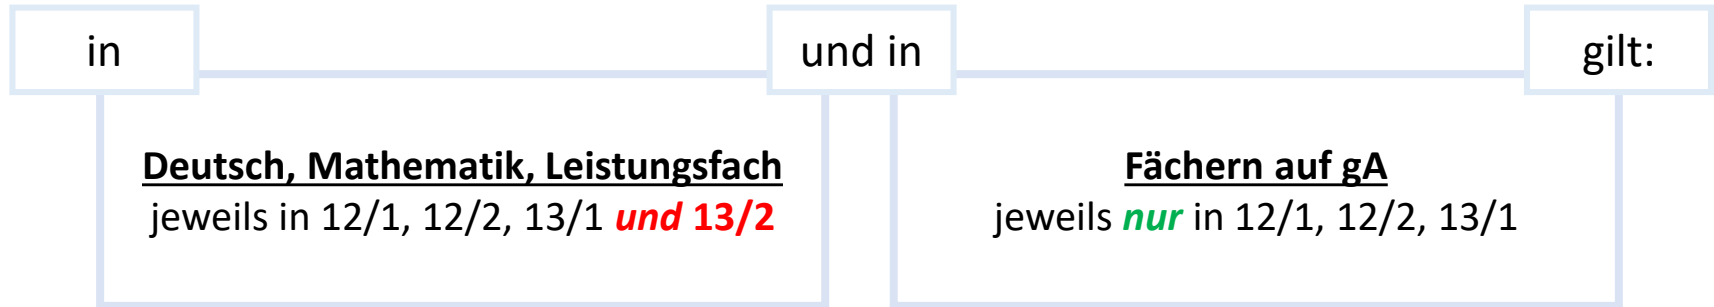 in
und in
gilt:
Deutsch, Mathematik, Leistungsfach
jeweils in 12/1, 12/2, 13/1 und 13/2
Fächern auf gA
jeweils nur in 12/1, 12/2, 13/1